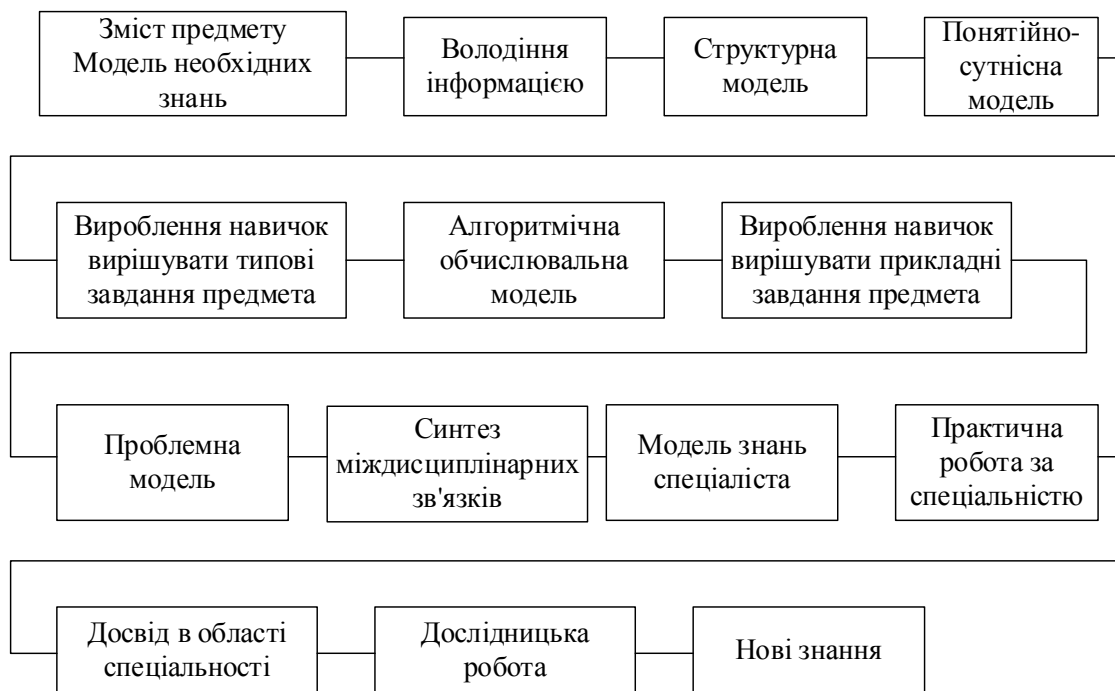 Зміст предмету
Модель необхідних
знань
Володіння
інформацією
Структурна
модель
Понятійно-
сутнісна
модель
Вироблення навичок
вирішувати типові
завдання предмета
Алгоритмічна
обчислювальна
модель
Вироблення навичок
вирішувати прикладні
завдання предмета
Проблемна
модель
Синтез
міждисциплінарних
зв'язків
Модель знань
спеціаліста
Практична
робота за
спеціальністю
Досвід в області
спеціальності
Дослідницька
робота
Нові знання